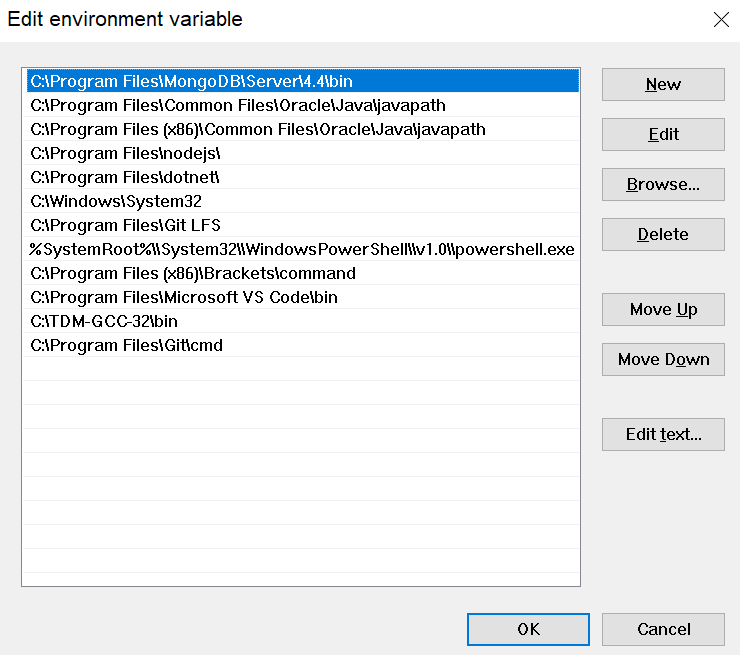 Edit environment variable
C:\Program Files\MongoDB\Server\4.4\bin
C:\Program Files\Common Files\Oracle\Java\javapath
C:\Program Files (x86)\Common Files\Oracle\Java\javapath
C:\Program Files\nodejs\
C:\Program Files\dotnet\
C:\Windows\System32
C:\Program Files\Git LFS
%SystemRoot%\\System32\\WindowsPowerShell\\v1.0\\powershell.exe
C:\Program Files (x86)\Brackets\command
C:\Program Files\Microsoft VS Code\bin
C:\TDM-GCC-32\bin
C:\Program Files\Git\cmd
New
Edit
Browse...
Delete
Move Up
Move Down
Edit text...
OK
Cancel